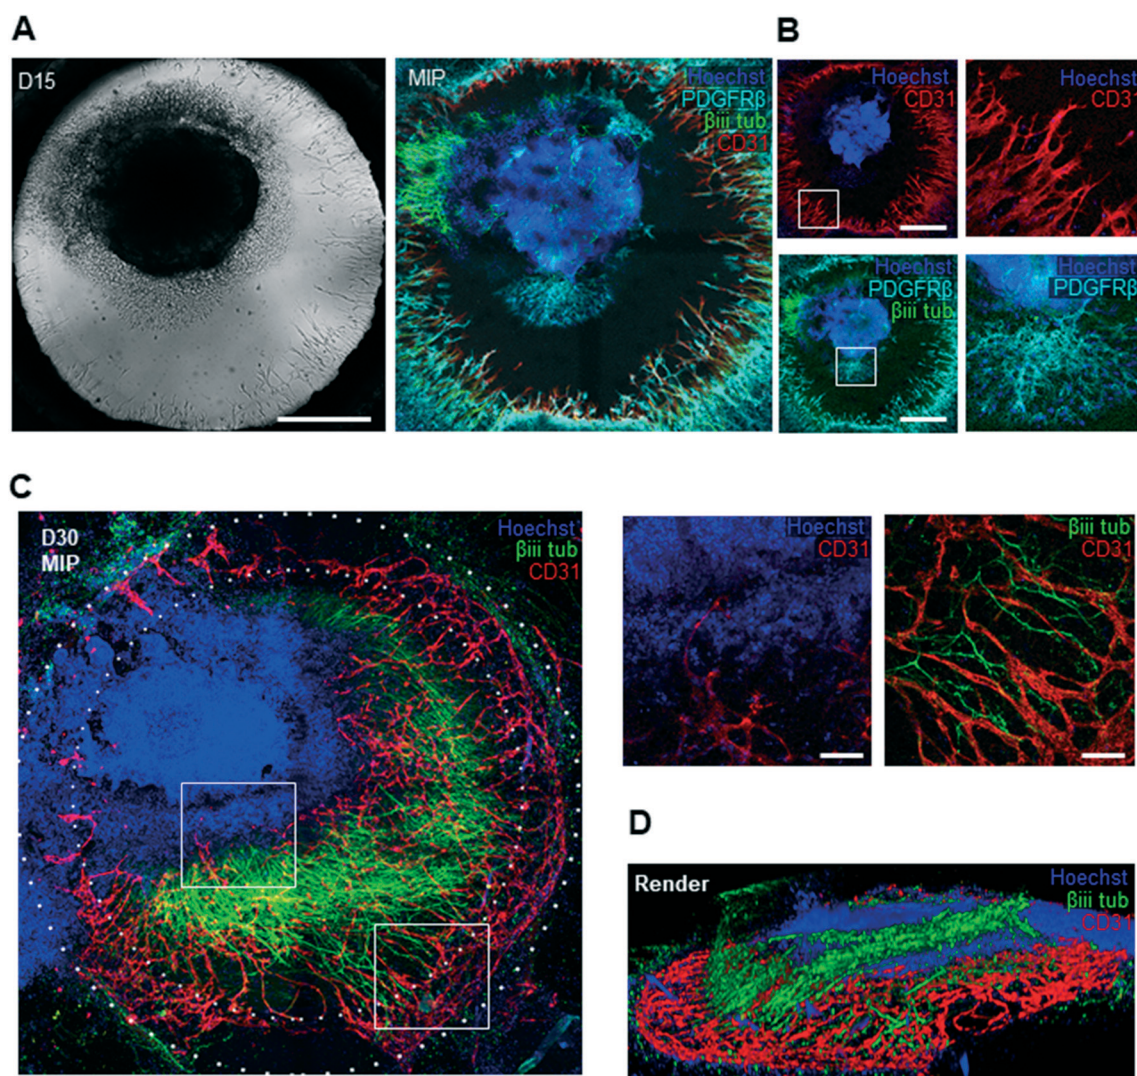 A
D15
MIP
Hoechst
PDGFRβ
βiii tub
CD31
B
Hoechst
CD31
Hoechst
CD31
Hoechst
PDGFRβ
βiii tub
Hoechst
PDGFRβ
C
D30
MIP
Hoechst
βiii tub
CD31
Hoechst
CD31
βiii tub
CD31
D
Render
Hoechst
βiii tub
CD31